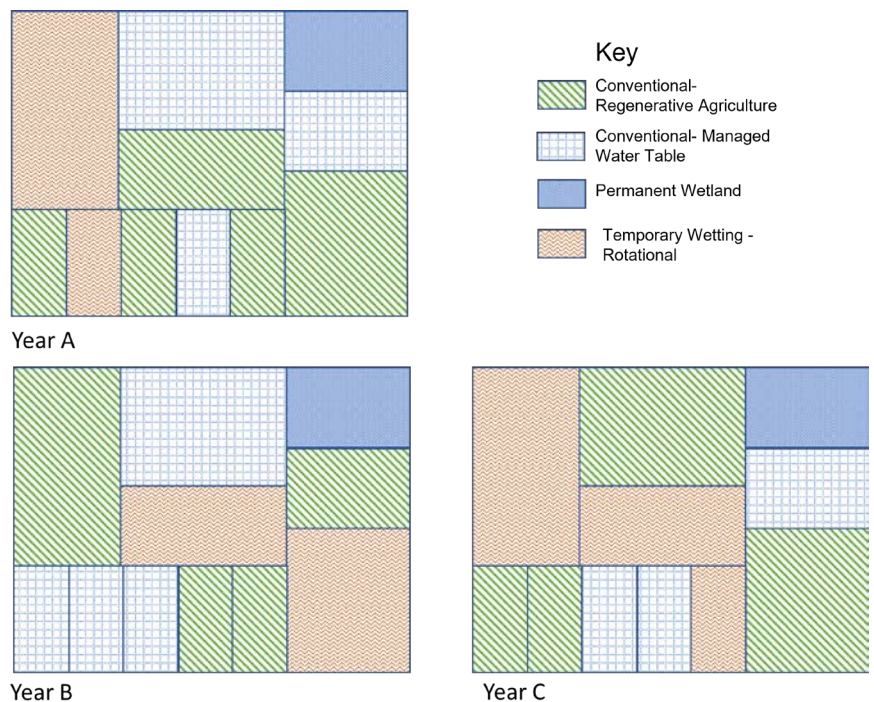 Key
Conventional-
Regenerative Agriculture
Conventional- Managed
Water Table
Permanent Wetland
Temporary Wetting -
Rotational
Year A
Year B
Year C